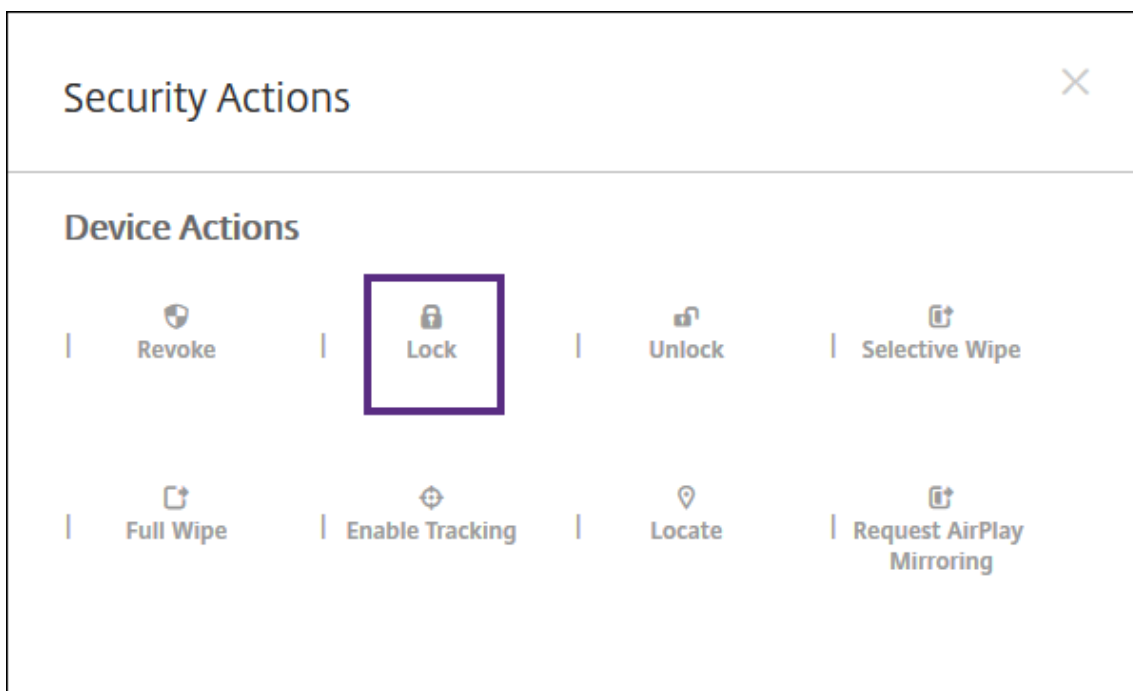 Security Actions
Device Actions
Revoke
Lock
Unlock
Selective Wipe
Full Wipe
Enable Tracking
Locate
Request AirPlay
Mirroring